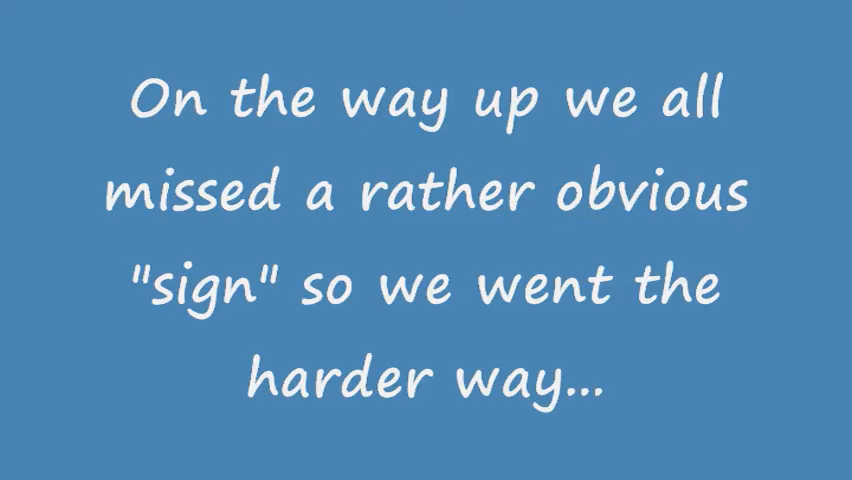 On the way up we all
missed a rather obvious
"sign" so we went the
harder way...